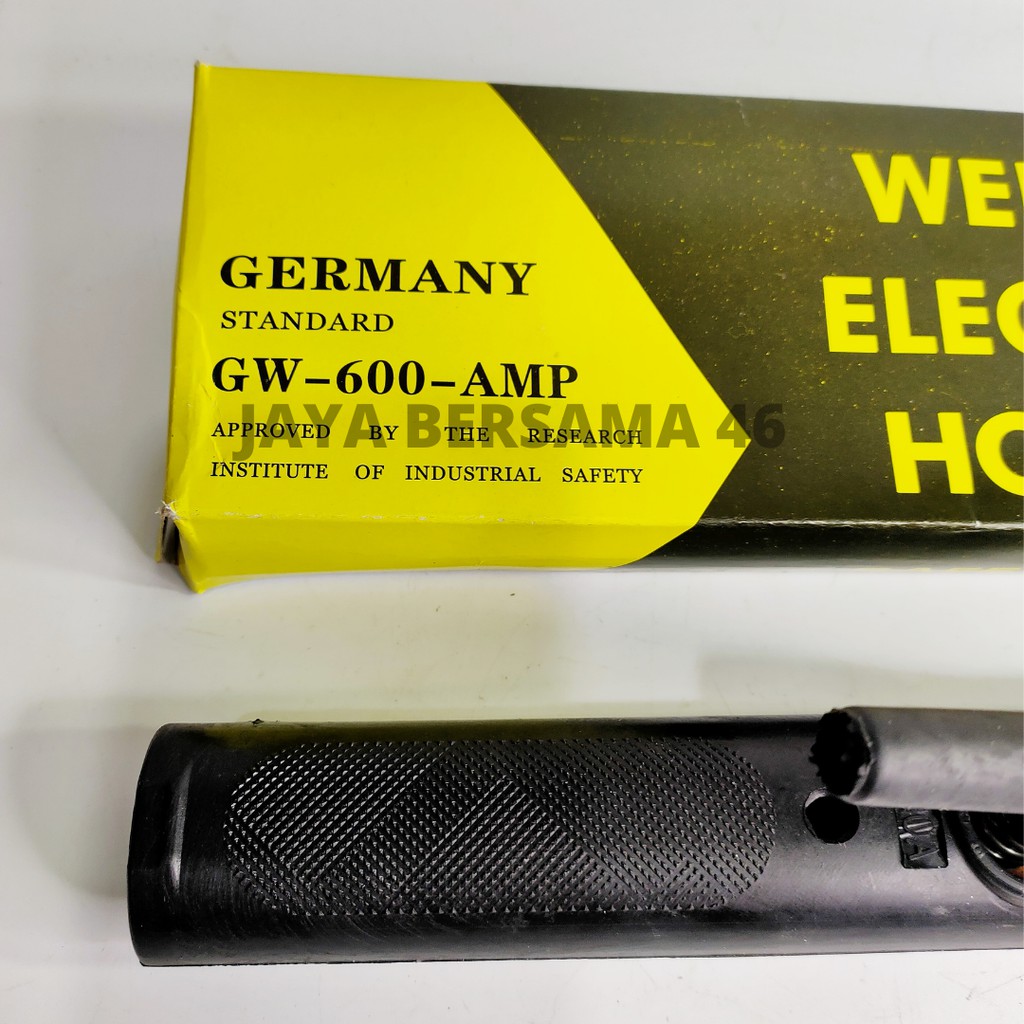 GERMANY
STANDARD
GW-600-AMP
JAYA BERSAMA 46
APPROVED BY THE RESEARCH
INSTITUTE OF INDUSTRIAL SAFETY
WE
ELEC
HO